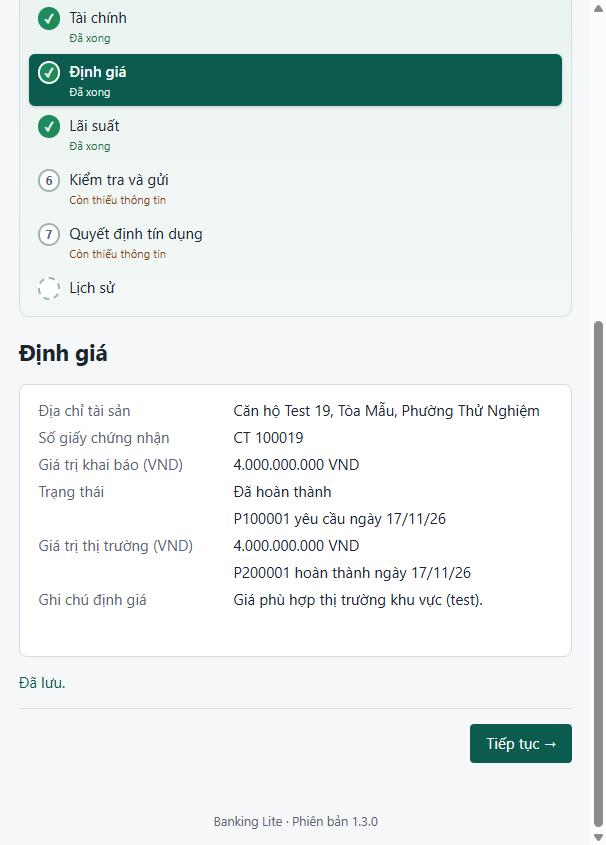 Tài chính
Đã xong
Định giá
Đã xong
Lãi suất
Đã xong
6 Kiểm tra và gửi
Còn thiếu thông tin
7 Quyết định tín dụng
Còn thiếu thông tin
Lịch sử
Định giá
Địa chỉ tài sản Căn hộ Test 19, Tòa Mẫu, Phường Thử Nghiệm
Số giấy chứng nhận CT 100019
Giá trị khai báo (VND) 4.000.000.000 VND
Trạng thái Đã hoàn thành
P100001 yêu cầu ngày 17/11/26
Giá trị thị trường (VND) 4.000.000.000 VND
P200001 hoàn thành ngày 17/11/26
Ghi chú định giá Giá phù hợp thị trường khu vực (test).
Đã lưu.
Tiếp tục →
Banking Lite · Phiên bản 1.3.0